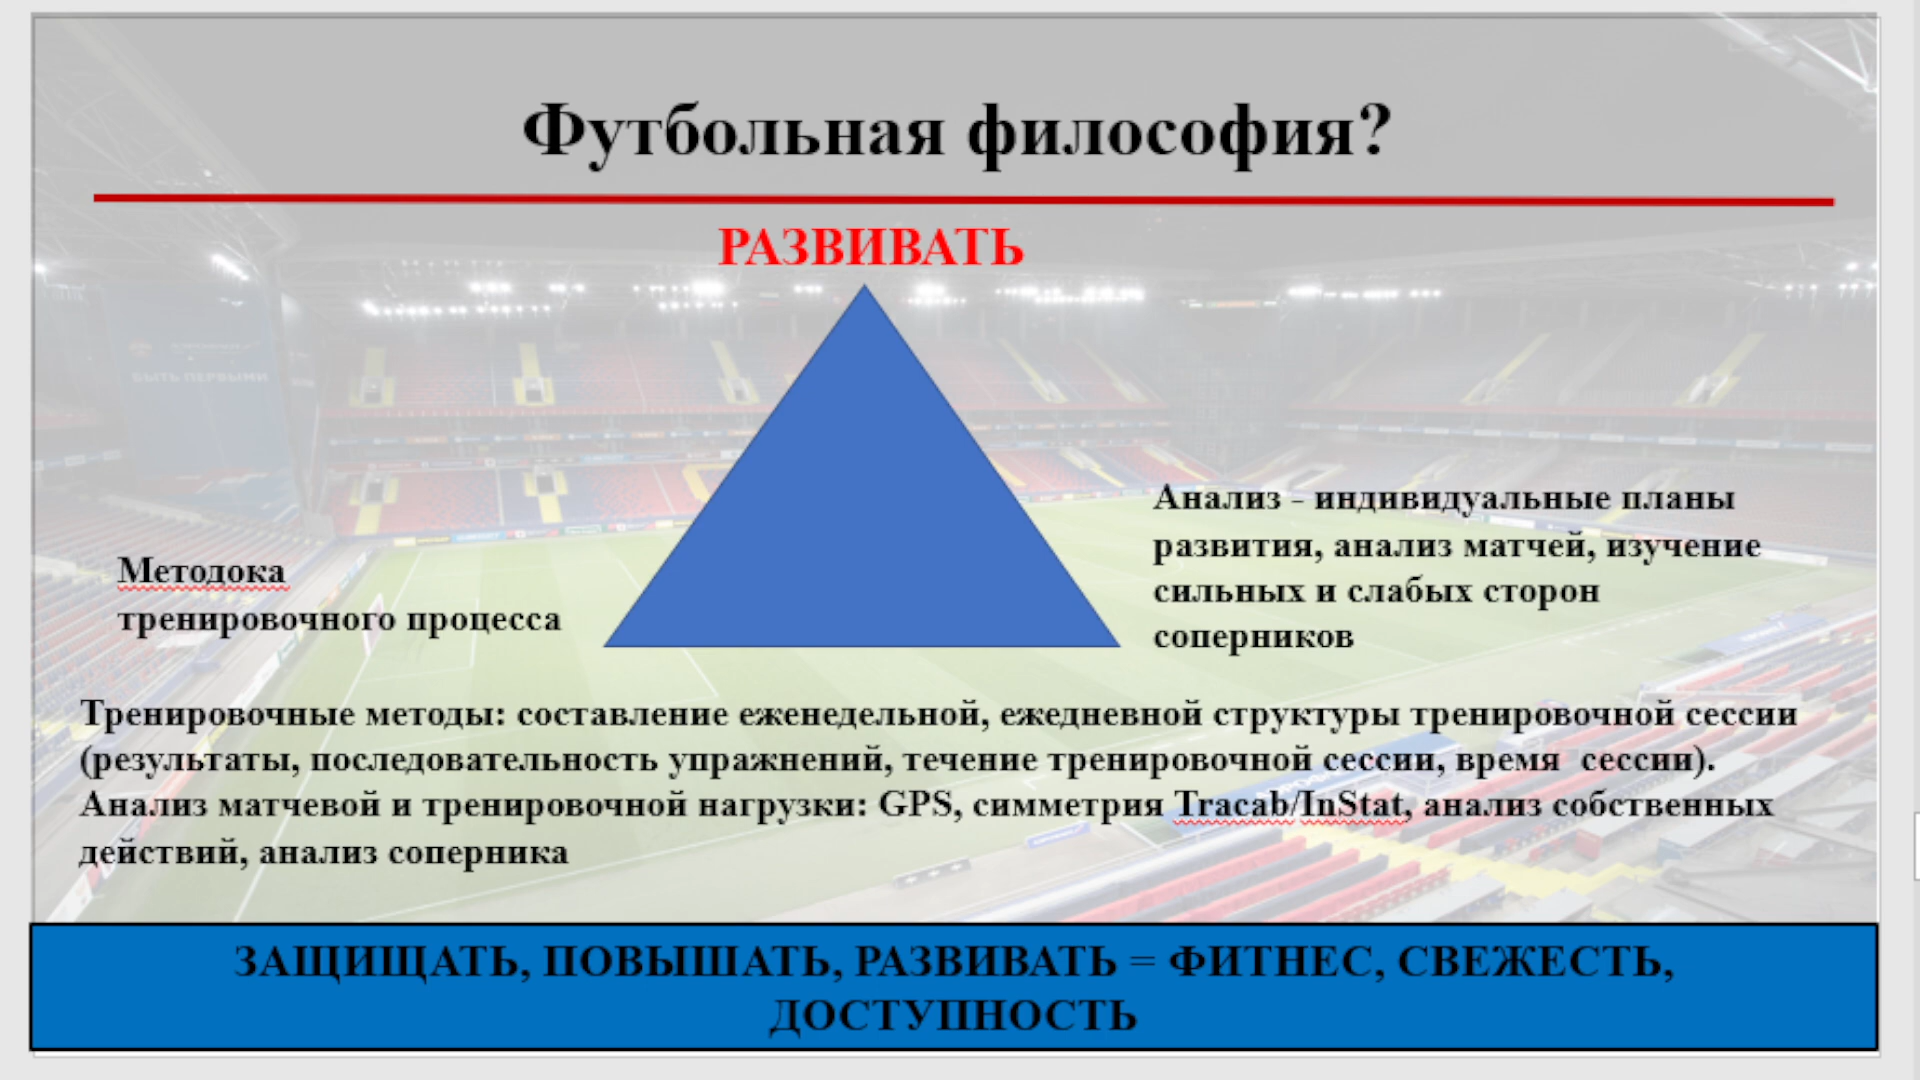 Футбольная философия?
РАЗВИВАТЬ
БЫТЬ ПЕРВЫМИ
Анализ - индивидуальные планы
развития, анализ матчей, изучение
сильных и слабых сторон
соперников
Методока
тренировочного процесса
Тренировочные методы: составление еженедельной, ежедневной структуры тренировочной сессии
(результаты, последовательность упражнений, течение тренировочной сессии, время  сессии).
Анализ матчевой и тренировочной нагрузки: GPS, симметрия Tracab/InStat, анализ собственных
действий, анализ соперника
ЗАЩИЩАТЬ, ПОВЫШАТЬ, РАЗВИВАТЬ = ФИТНЕС, СВЕЖЕСТЬ,
ДОСТУПНОСТЬ